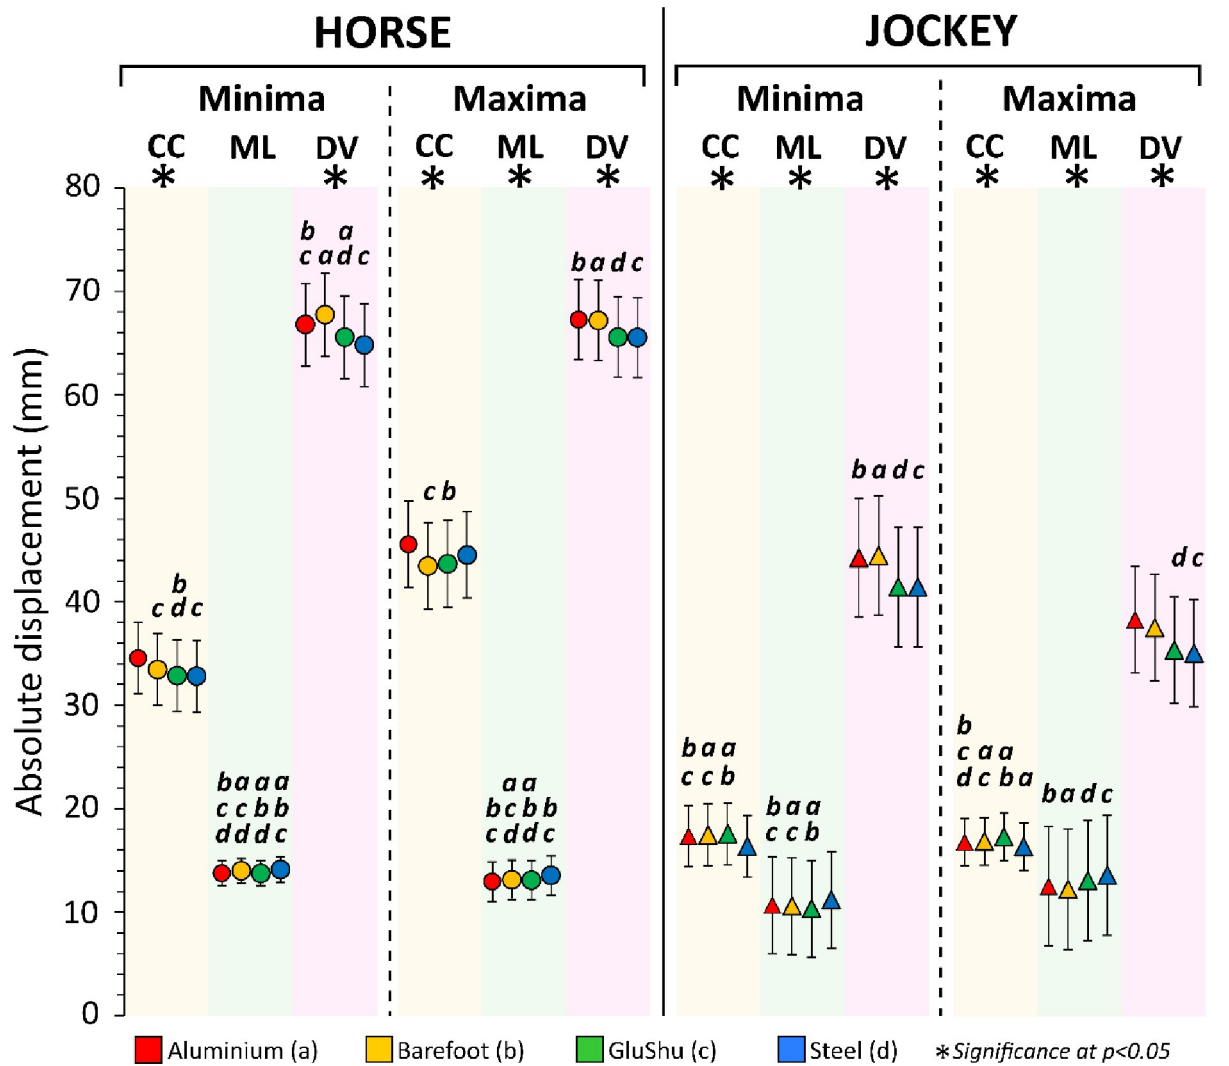 HORSE JOCKEY
Minima Maxima Minima Maxima
CC ML DV CC ML DV CC ML DV CC ML DV
* * * * * * * * * * *
80
b a
c a d c
b a d c
70
60
50
c b
b a d c
40
b
c d c
d c
30
20
b a a a
c c b b
d d d c
a a
b c b b
c d d c
b a a
c c b
b a a
c c b
b
c a a
d c b a
b a d c
10
0
Absolute displacement (mm)
Aluminium (a) Barefoot (b) GluShu (c) Steel (d) *Significance at p<0.05